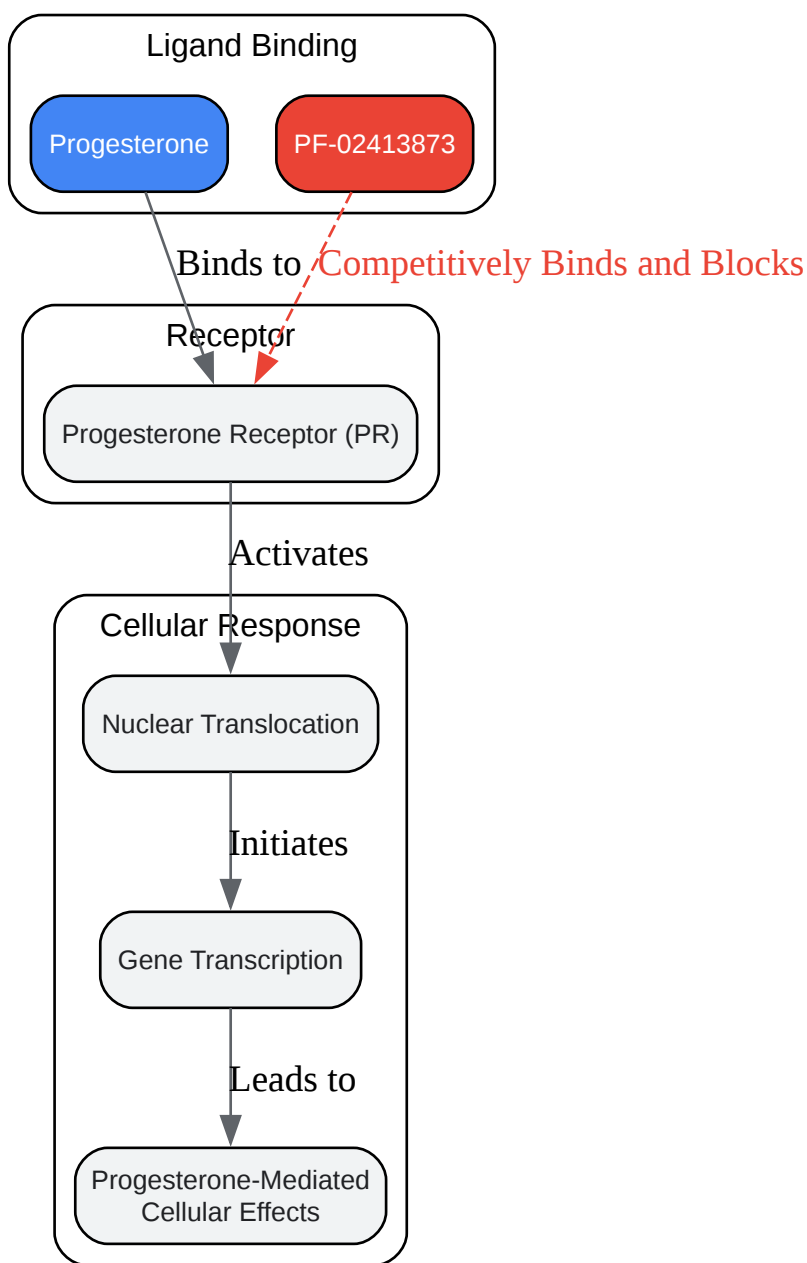 Ligand Binding
Progesterone
PF-02413873
Binds to
Competitively Binds and Blocks
Receptor
Progesterone Receptor (PR)
Activates
Cellular Response
Nuclear Translocation
Initiates
Gene Transcription
Leads to
Progesterone-Mediated
Cellular Effects